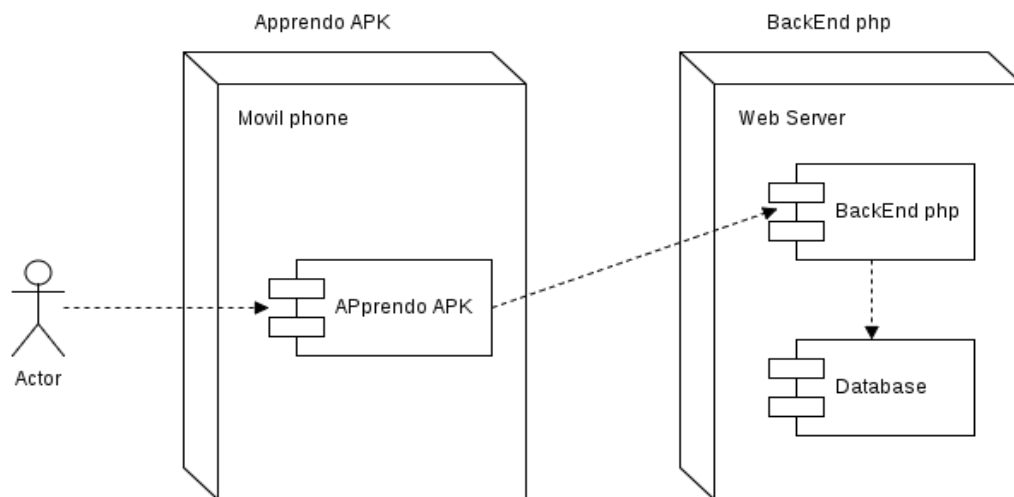 Apprendo APK
BackEnd php
Movil phone
Web Server
BackEnd php
APprendo APK
Actor
Database